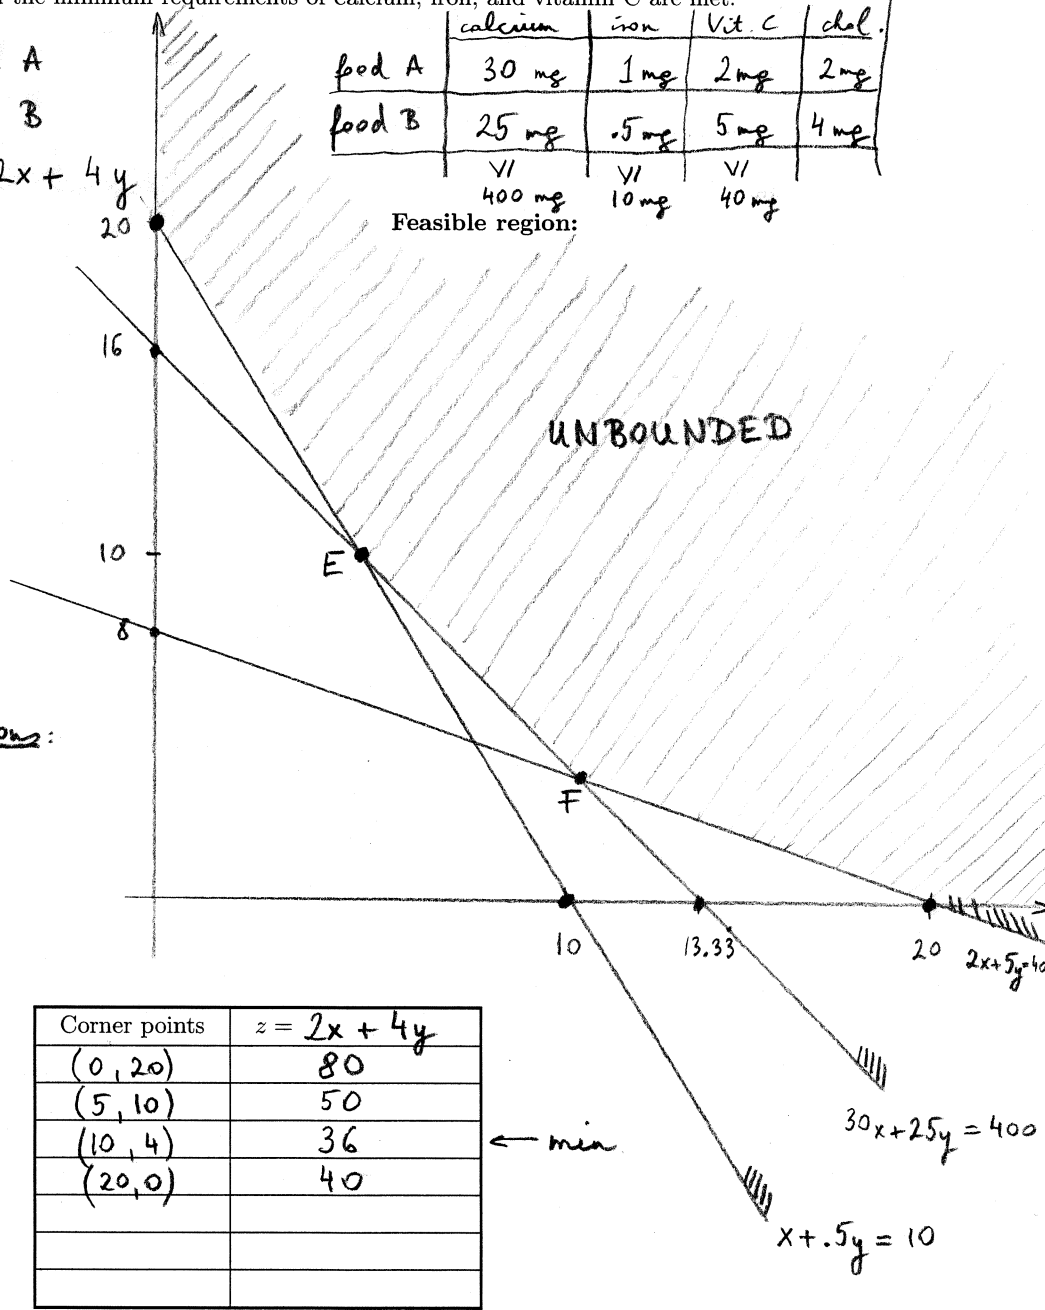 the minimum requirements of calcium, iron, and vitamin C are met.
calcium iron Vit. C chol.
A food A 30 mg 1 mg 2 mg 2 mg
B food B 25 mg .5 mg 5 mg 4 mg
2x + 4y VI VI VI
400 mg 10 mg 40 mg
20 Feasible region:
16
UNBOUNDED
10
E
8
F
10 13.33 20 2x+5y=40
Corner points z = 2x + 4y
(0, 20) 80
(5, 10) 50
(10, 4) 36 ← min
(20,0) 40
30x+25y = 400
x+.5y = 10